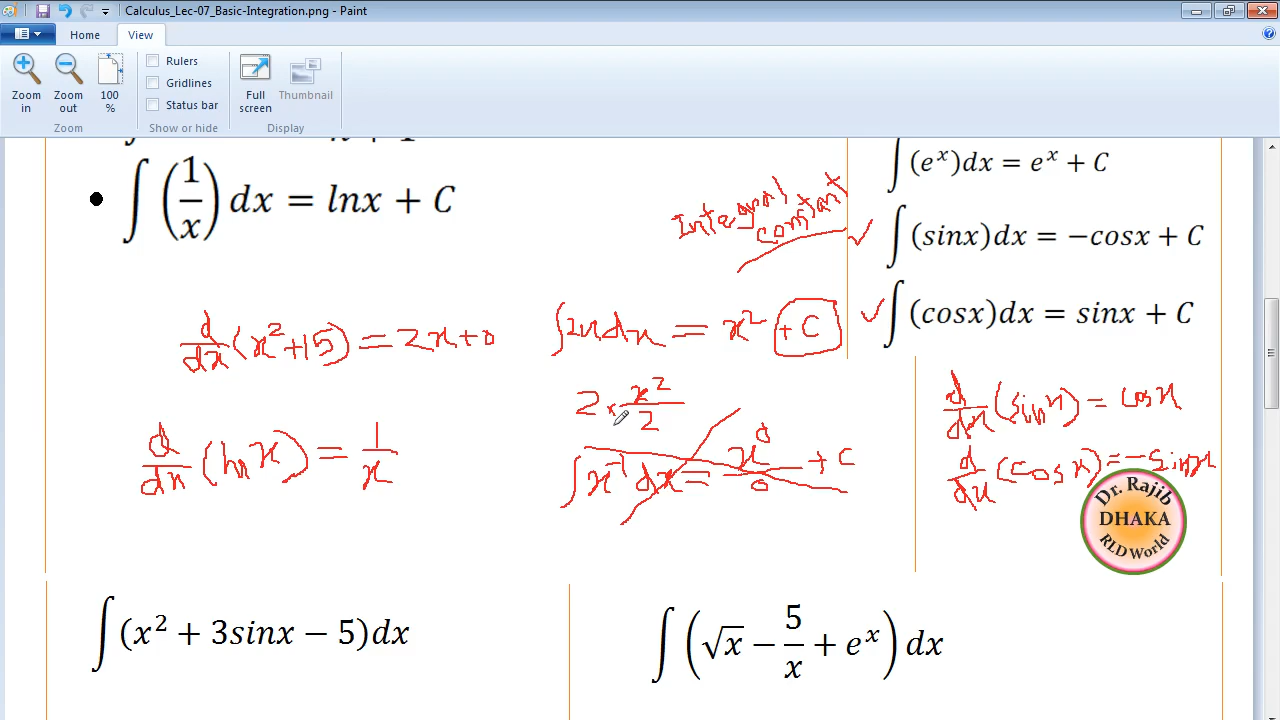 Calculus_Lec-07_Basic-Integration.png - Paint
Home View
Zoom in
Zoom out
100 %
Rulers
Gridlines
Status bar
Full screen
Thumbnail
Zoom
Show or hide
Display
∫ (1/x) dx = lnx + C
Integral constant
∫(e^x)dx = e^x + C
∫(sinx)dx = −cosx + C
∫(cosx)dx = sinx + C
d/dx (x² + 15) = 2x + 0
∫2x dx = x² + C
2 × x²/2
d/dx (ln x) = 1/x
∫x⁻¹ dx = x⁰/0 + C
d/dx (sin x) = cos x
d/dx (cos x) = − sin x
Dr. Rajib
DHAKA
RLD World
∫(x² + 3sinx − 5)dx
∫(√x − 5/x + e^x) dx